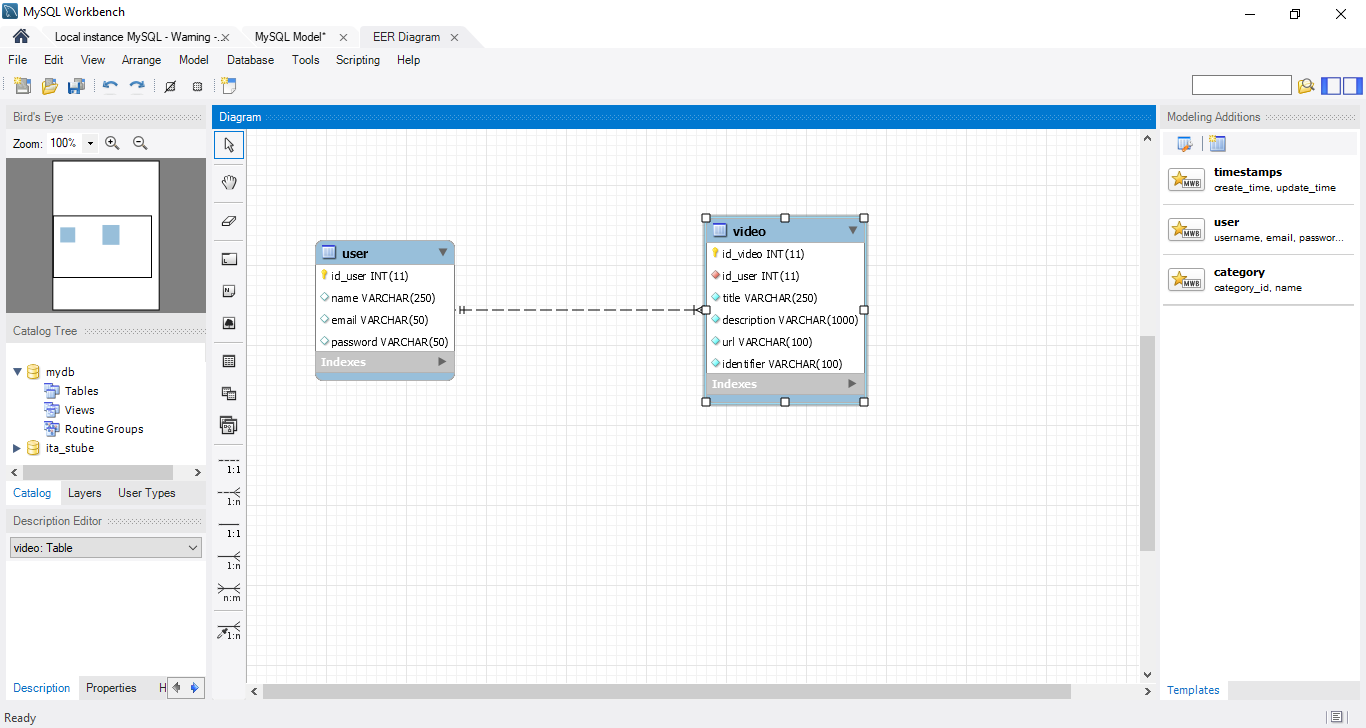 MySQL Workbench
Local instance MySQL - Warning -...
MySQL Model*
EER Diagram
File Edit View Arrange Model Database Tools Scripting Help
Bird's Eye
Zoom: 100%
Catalog Tree
mydb
Tables
Views
Routine Groups
ita_stube
Catalog Layers User Types
Description Editor
video: Table
Description Properties H
Ready
Diagram
1:1
1:n
1:1
1:n
n:m
1:n
user
id_user INT(11)
name VARCHAR(250)
email VARCHAR(50)
password VARCHAR(50)
Indexes
video
id_video INT(11)
id_user INT(11)
title VARCHAR(250)
description VARCHAR(1000)
url VARCHAR(100)
identifier VARCHAR(100)
Indexes
Modeling Additions
MWB
timestamps
create_time, update_time
MWB
user
username, email, passwor...
MWB
category
category_id, name
Templates